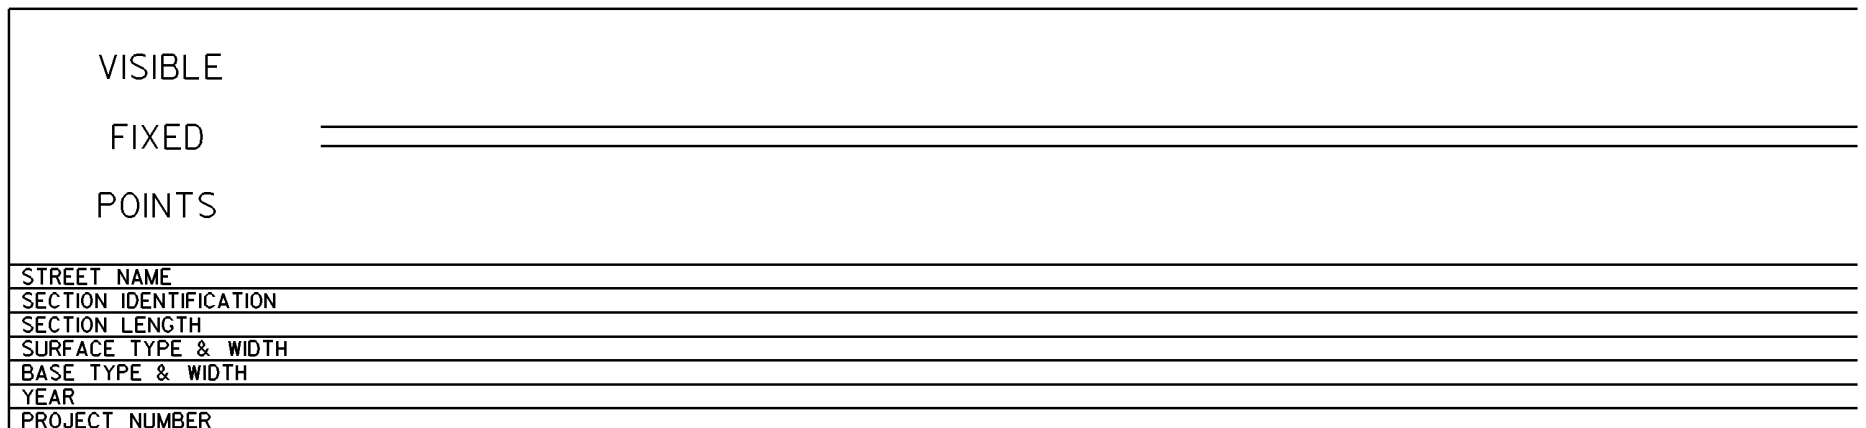 VISIBLE
FIXED
POINTS
STREET NAME
SECTION IDENTIFICATION
SECTION LENGTH
SURFACE TYPE & WIDTH
BASE TYPE & WIDTH
YEAR
PROJECT NUMBER